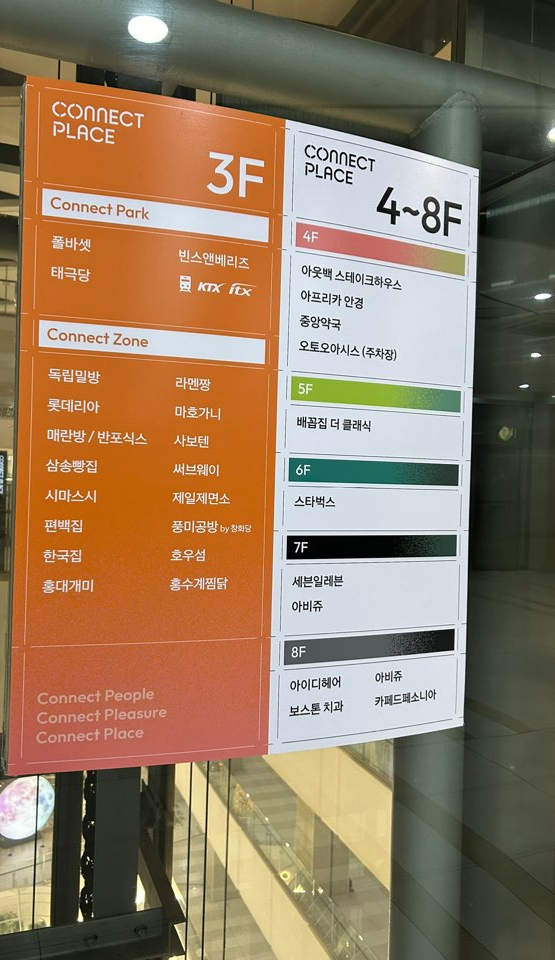 CONNECT
PLACE
3F
Connect Park
폴바셋
빈스앤베리즈
태극당
KTX itx
Connect Zone
독립밀방
라멘짱
롯데리아
마호가니
매란방 / 반포식스
사보텐
삼송빵집
써브웨이
시마스시
제일제면소
편백집
풍미공방 by 창화당
한국집
호우섬
홍대개미
홍수계찜닭
Connect People
Connect Pleasure
Connect Place
CONNECT
PLACE
4~8F
4F
아웃백 스테이크하우스
아프리카 안경
중앙약국
오토오아시스 (주차장)
5F
배꼽집 더 클래식
6F
스타벅스
7F
세븐일레븐
아비쥬
8F
아이디헤어
아비쥬
보스톤 치과
카페드페소니아